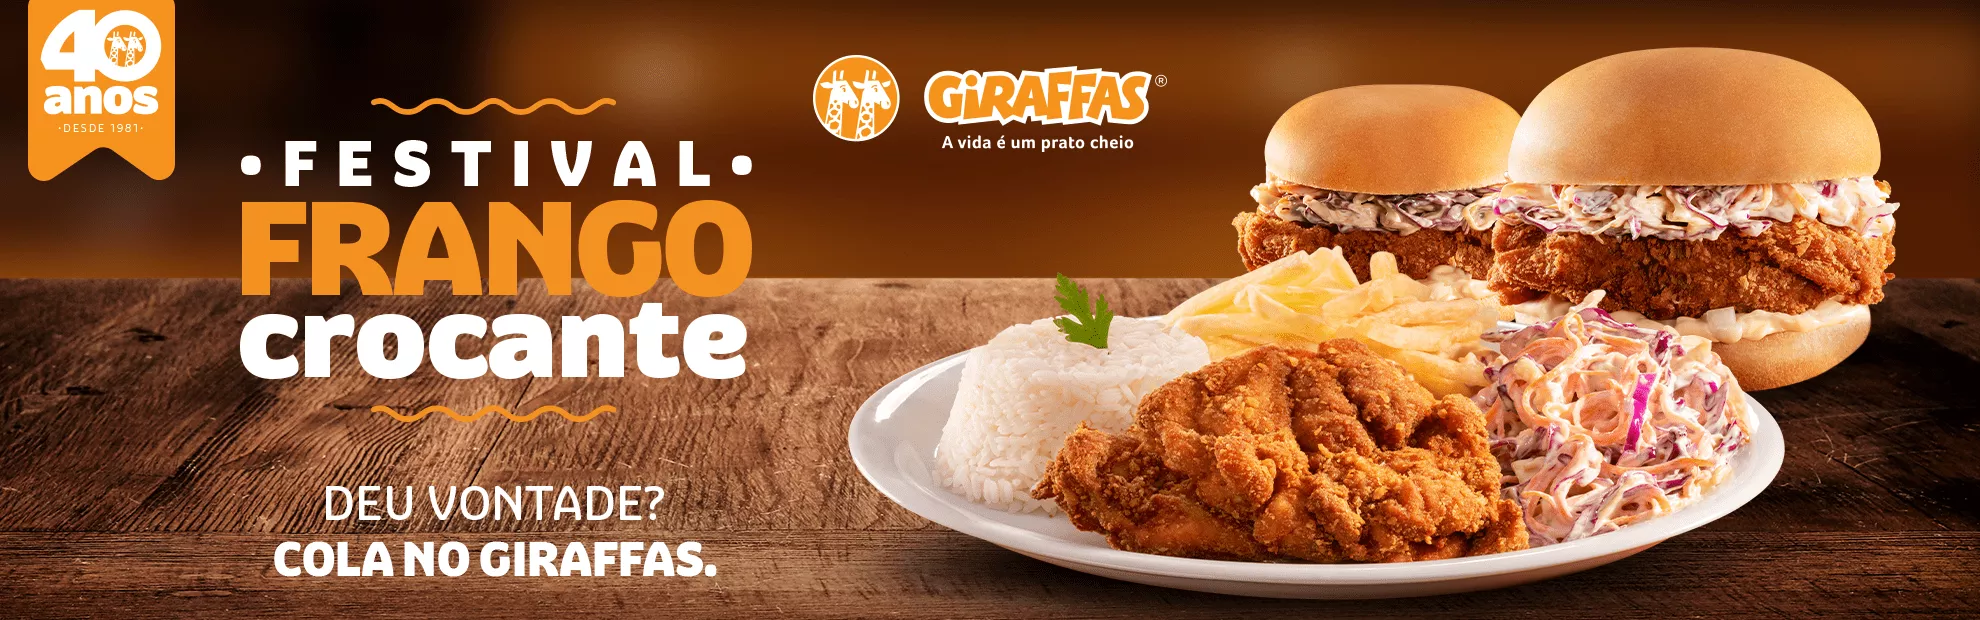 40
anos
·DESDE 1981·
• FESTIVAL •
FRANGO
crocante
DEU VONTADE?
COLA NO GIRAFFAS.
GiRAFFAS®
A vida é um prato cheio